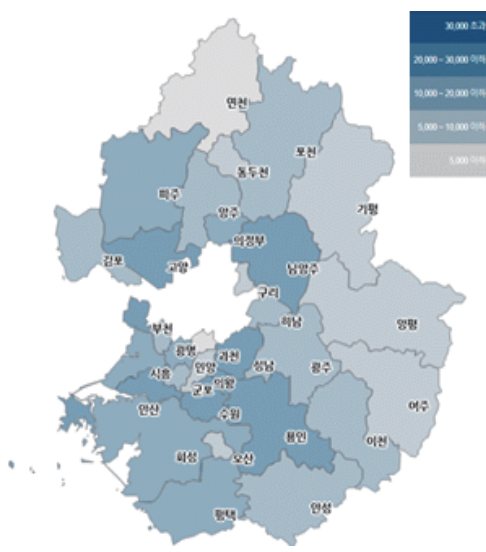 30,000 초과
20,000 ~ 30,000 이하
10,000 ~ 20,000 이하
5,000 ~ 10,000 이하
5,000 이하
연천
포천
동두천
파주
양주
가평
의정부
김포
고양
남양주
구리
양평
부천
하남
광명
과천
안양
성남
광주
시흥
의왕
군포
여주
안산
수원
용인
이천
화성
오산
안성
평택